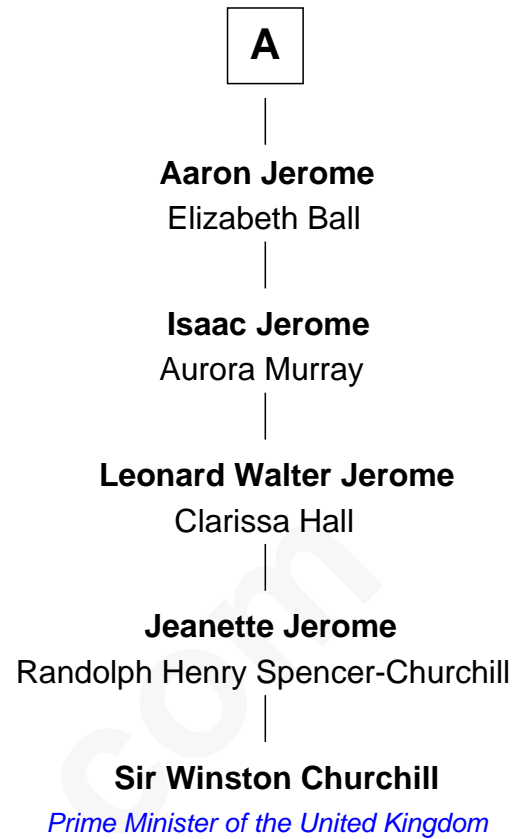 A
Aaron Jerome
Elizabeth Ball
Isaac Jerome
Aurora Murray
Leonard Walter Jerome
Clarissa Hall
Jeanette Jerome
Randolph Henry Spencer-Churchill
Sir Winston Churchill
Prime Minister of the United Kingdom
com